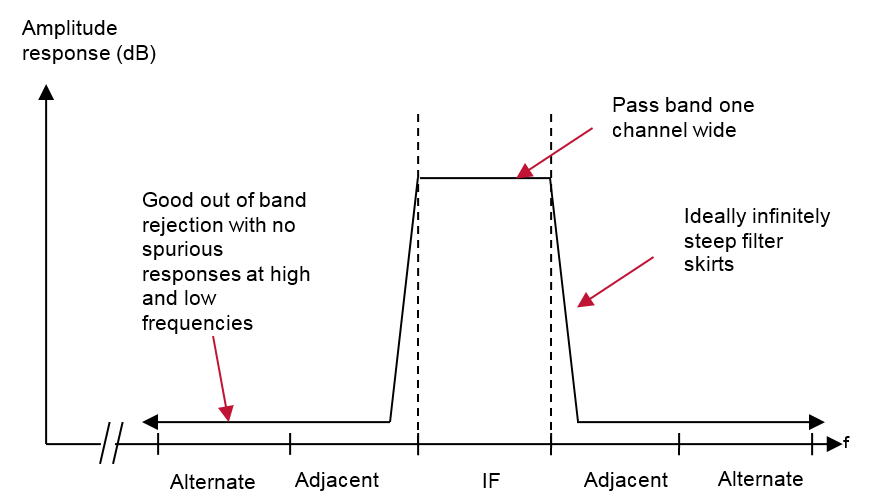 Amplitude
response (dB)
Pass band one
channel wide
Good out of band
rejection with no
spurious
responses at high
and low
frequencies
Ideally infinitely
steep filter
skirts
f
Alternate
Adjacent
IF
Adjacent
Alternate